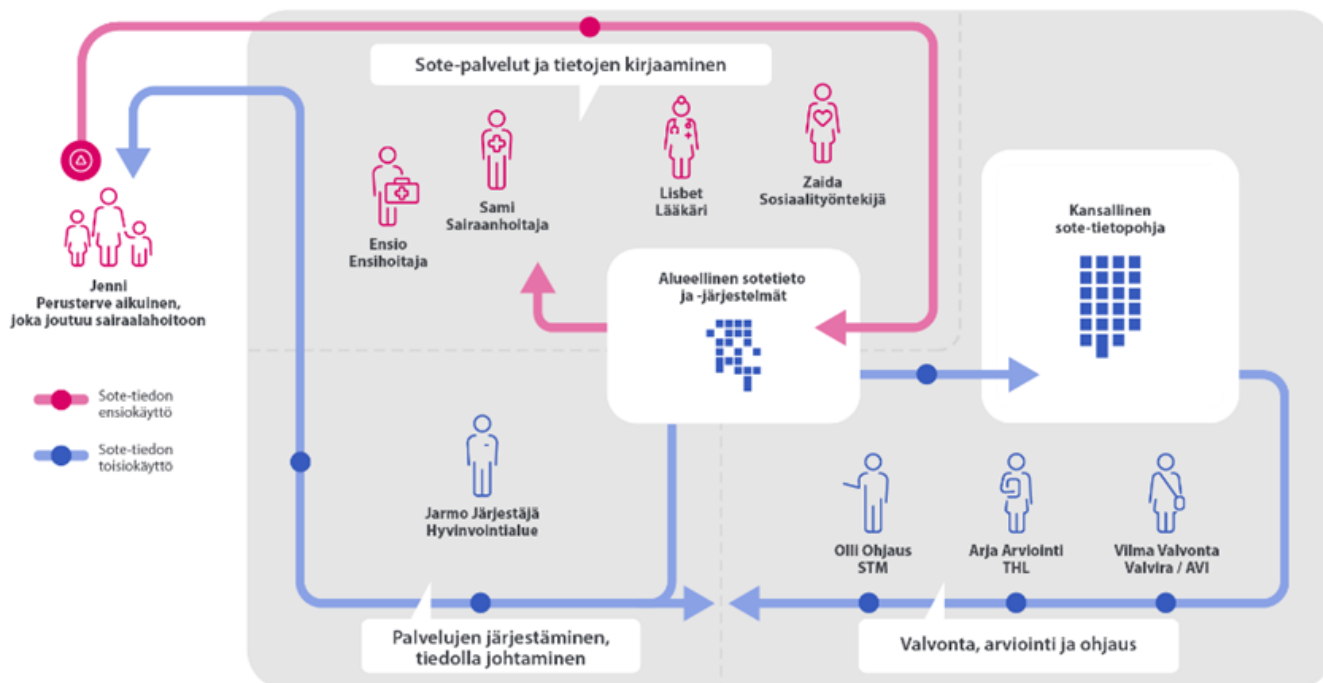 Sote-palvelut ja tietojen kirjaaminen
Ensio
Ensihoitaja
Sami
Sairaanhoitaja
Lisbet
Lääkäri
Zaida
Sosiaalityöntekijä
Jenni
Perusterve aikuinen,
joka joutuu sairaalahoitoon
Alueellinen sotetieto
ja -järjestelmät
Kansallinen
sote-tietopohja
Sote-tiedon
ensiokäyttö
Sote-tiedon
toisiokäyttö
Jarmo Järjestäjä
Hyvinvointialue
Olli Ohjaus
STM
Arja Arviointi
THL
Vilma Valvonta
Valvira / AVI
Palvelujen järjestäminen,
tiedolla johtaminen
Valvonta, arviointi ja ohjaus